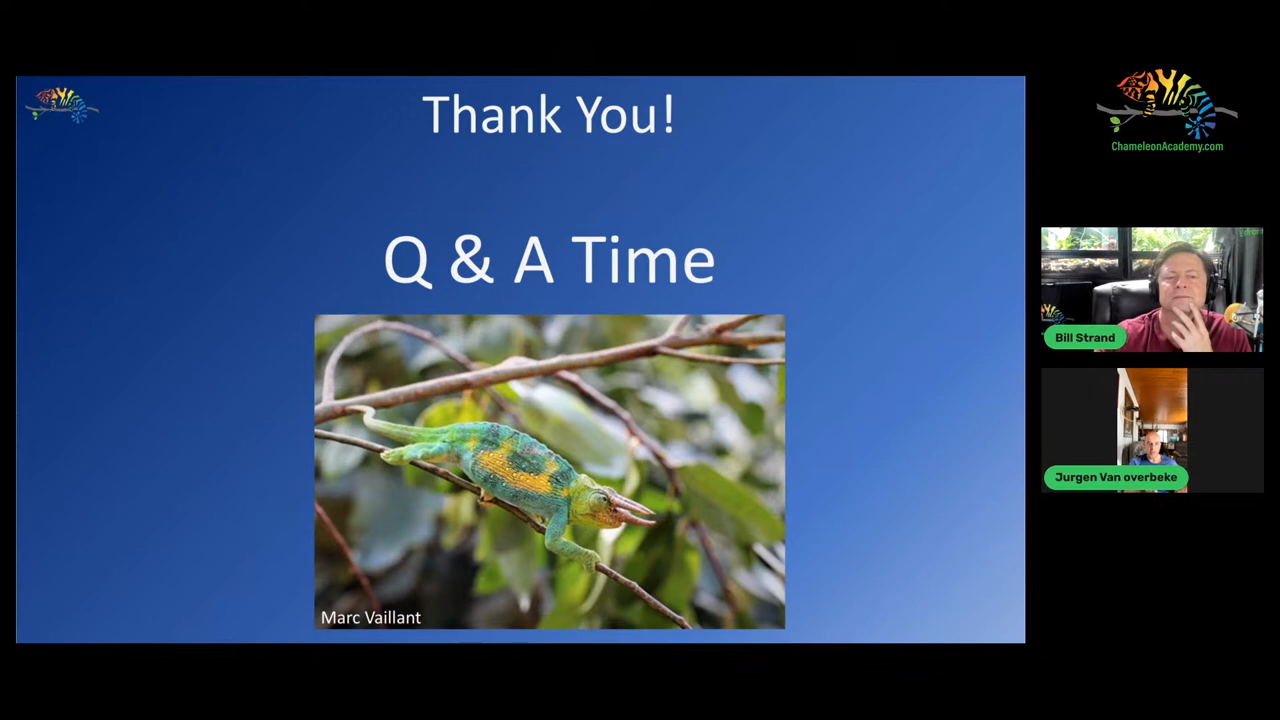 Thank You!
Q & A Time
Marc Vaillant
ChameleonAcademy.com
Bill Strand
Jurgen Van overbeke